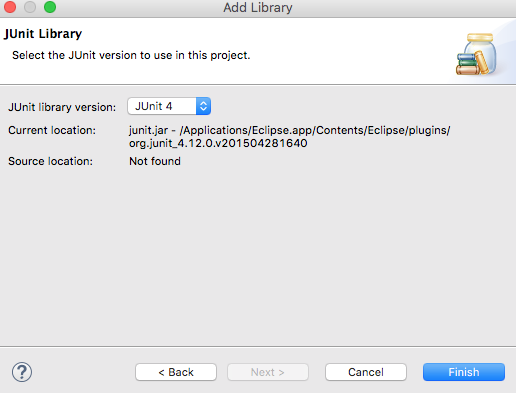 Add Library
JUnit Library
Select the JUnit version to use in this project.
JUnit library version: JUnit 4
Current location: junit.jar - /Applications/Eclipse.app/Contents/Eclipse/plugins/
org.junit_4.12.0.v201504281640
Source location: Not found
? < Back Next > Cancel Finish